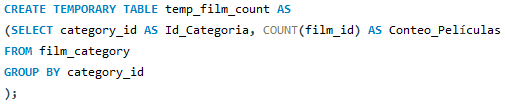 CREATE TEMPORARY TABLE temp_film_count AS
(SELECT category_id AS Id_Categoria, COUNT(film_id) AS Conteo_Películas
FROM film_category
GROUP BY category_id
);